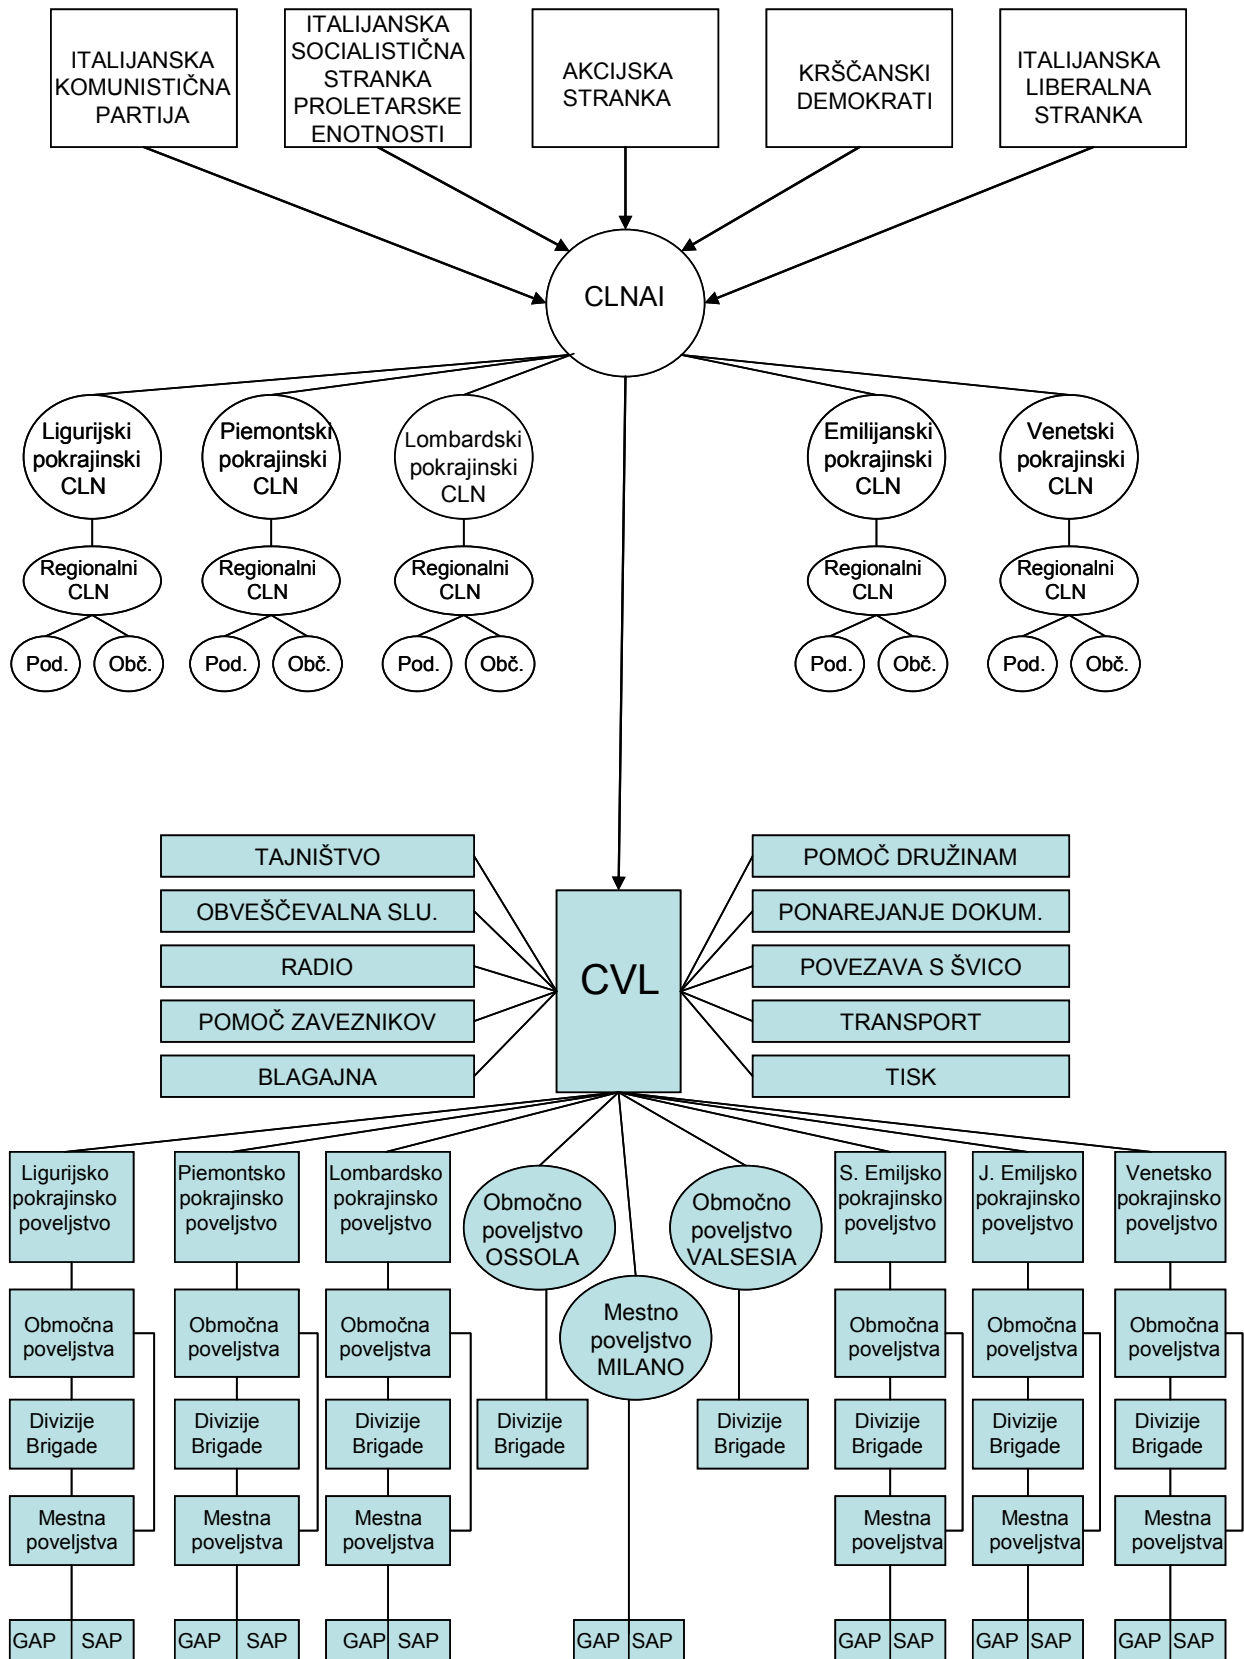 ITALIJANSKA
KOMUNISTIČNA
PARTIJA
ITALIJANSKA
SOCIALISTIČNA
STRANKA
PROLETARSKE
ENOTNOSTI
AKCIJSKA
STRANKA
KRŠČANSKI
DEMOKRATI
ITALIJANSKA
LIBERALNA
STRANKA
CLNAI
Ligurijski
pokrajinski
CLN
Piemontski
pokrajinski
CLN
Lombardski
pokrajinski
CLN
Emilijanski
pokrajinski
CLN
Venetski
pokrajinski
CLN
Regionalni
CLN
Regionalni
CLN
Regionalni
CLN
Regionalni
CLN
Regionalni
CLN
Pod.
Obč.
Pod.
Obč.
Pod.
Obč.
Pod.
Obč.
Pod.
Obč.
TAJNIŠTVO
OBVEŠČEVALNA SLU.
RADIO
POMOČ ZAVEZNIKOV
BLAGAJNA
CVL
POMOČ DRUŽINAM
PONAREJANJE DOKUM.
POVEZAVA S ŠVICO
TRANSPORT
TISK
Ligurijsko
pokrajinsko
poveljstvo
Piemontsko
pokrajinsko
poveljstvo
Lombardsko
pokrajinsko
poveljstvo
Območno
poveljstvo
OSSOLA
Mestno
poveljstvo
MILANO
Območno
poveljstvo
VALSESIA
S. Emiljsko
pokrajinsko
poveljstvo
J. Emiljsko
pokrajinsko
poveljstvo
Venetsko
pokrajinsko
poveljstvo
Območna
poveljstva
Območna
poveljstva
Območna
poveljstva
Območna
poveljstva
Območna
poveljstva
Območna
poveljstva
Divizije
Brigade
Divizije
Brigade
Divizije
Brigade
Divizije
Brigade
Divizije
Brigade
Divizije
Brigade
Divizije
Brigade
Divizije
Brigade
Mestna
poveljstva
Mestna
poveljstva
Mestna
poveljstva
Mestna
poveljstva
Mestna
poveljstva
Mestna
poveljstva
GAP SAP
GAP SAP
GAP SAP
GAP SAP
GAP SAP
GAP SAP
GAP SAP